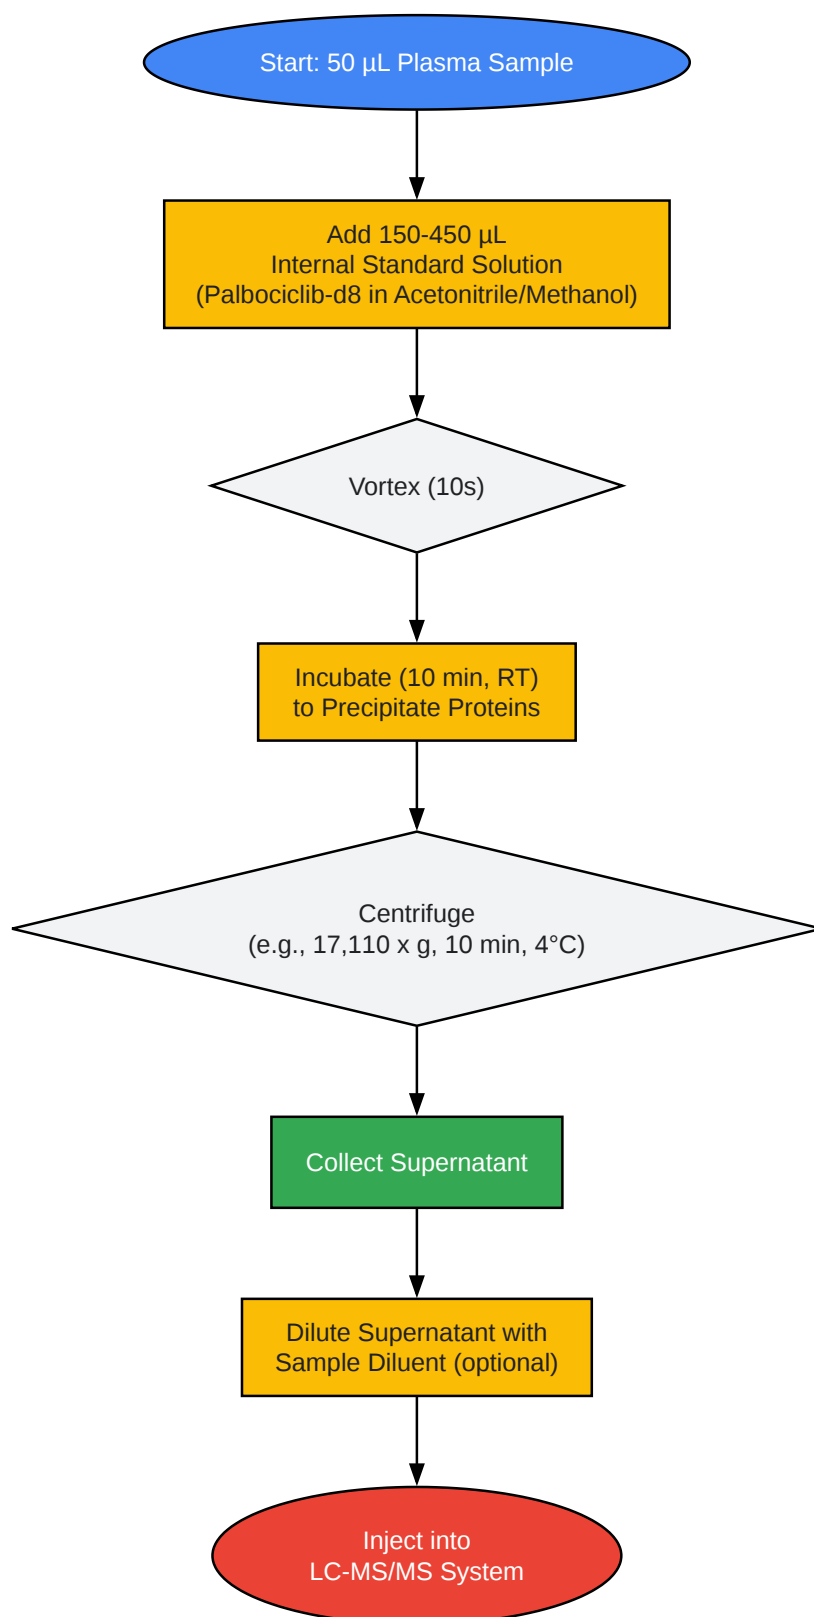 Start: 50 µL Plasma Sample
Add 150-450 µL
Internal Standard Solution
(Palbociclib-d8 in Acetonitrile/Methanol)
Vortex (10s)
Incubate (10 min, RT)
to Precipitate Proteins
Centrifuge
(e.g., 17,110 x g, 10 min, 4°C)
Collect Supernatant
Dilute Supernatant with
Sample Diluent (optional)
Inject into
LC-MS/MS System